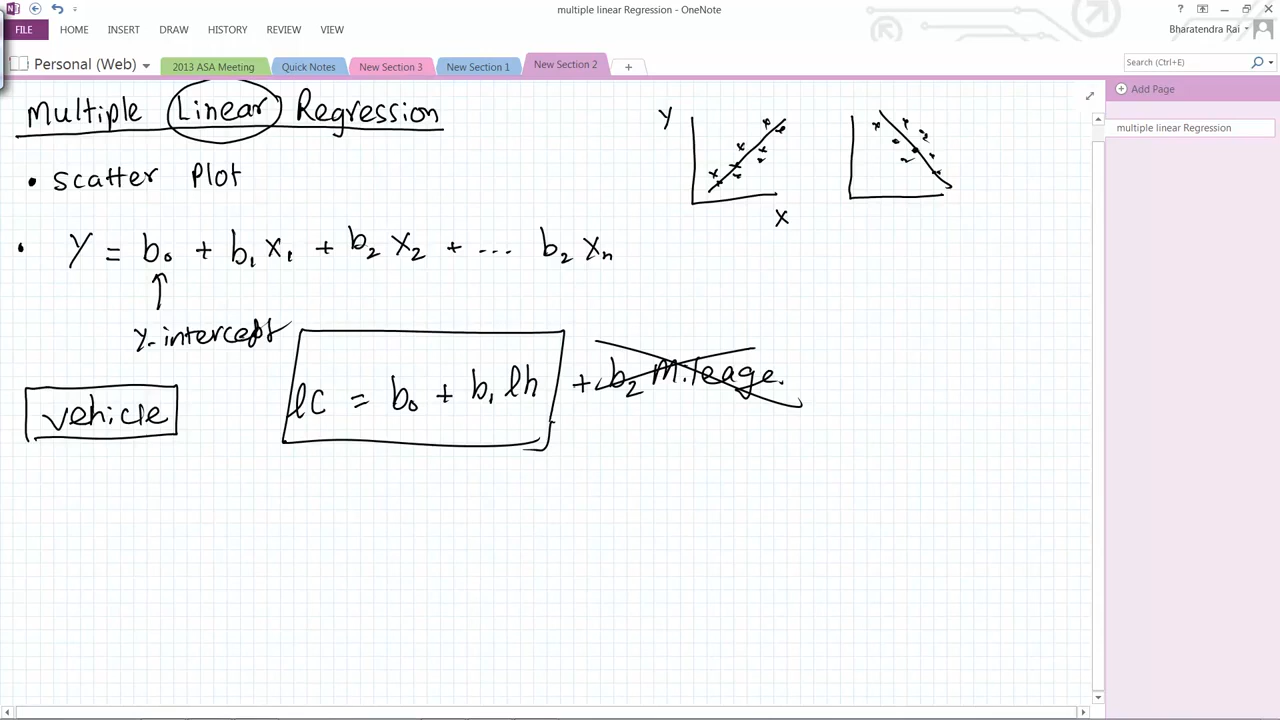 multiple linear Regression - OneNote
FILE HOME INSERT DRAW HISTORY REVIEW VIEW
Bharatendra Rai
Personal (Web) 2013 ASA Meeting Quick Notes New Section 3 New Section 1 New Section 2 +
Search (Ctrl+E)
Add Page
multiple linear Regression
Multiple Linear Regression
• Scatter Plot
Y
X
• Y = b₀ + b₁ X₁ + b₂ X₂ + ... b₂ Xₙ
Y-intercept
vehicle
lc = b₀ + b₁ lh + b₂ Mileage.